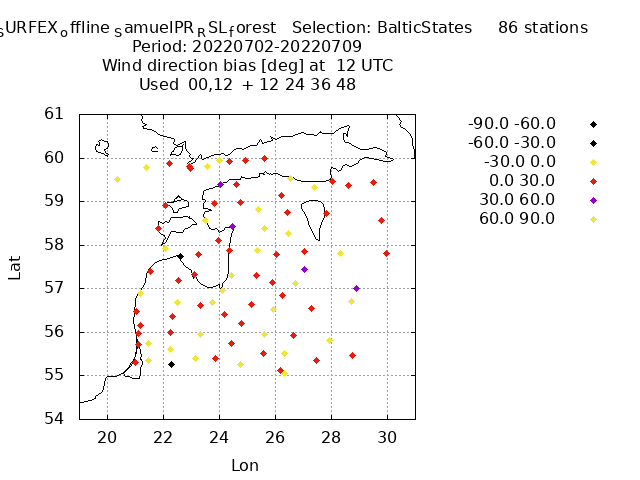 SURFEXoffline SamuelPRRSLforest Selection: BalticStates 86 stations
Period: 20220702-20220709
Wind direction bias [deg] at 12 UTC
Used 00,12 + 12 24 36 48
-90.0 -60.0
-60.0 -30.0
-30.0 0.0
0.0 30.0
30.0 60.0
60.0 90.0
61
60
59
58
57
56
55
54
Lat
20 22 24 26 28 30
Lon